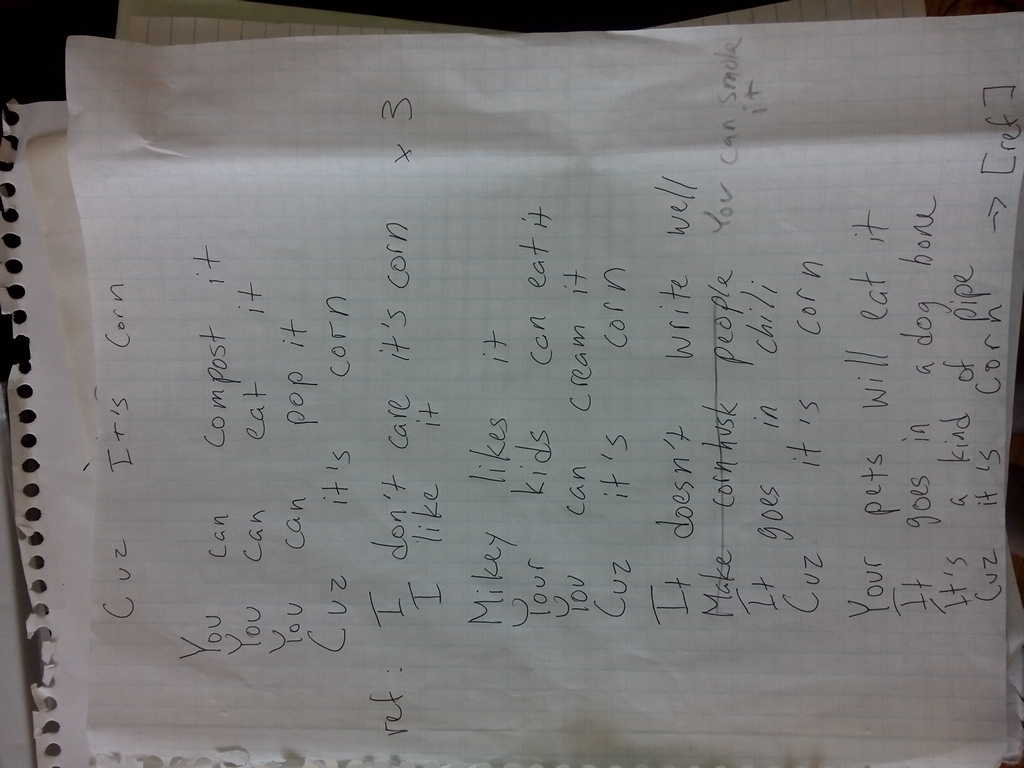 Cuz It's Corn
You can compost it
You can eat it
You can pop it
Cuz it's corn
ref: I don't care it's corn x 3
I like it
Mikey likes it
Your kids can eat it
You can cream it
Cuz it's corn
It doesn't write well
Make cornhusk people You can smoke it
It goes in chili
Cuz it's corn
Your pets will eat it
It goes in a dog bone
It's a kind of pipe
Cuz it's corn -> [ref]